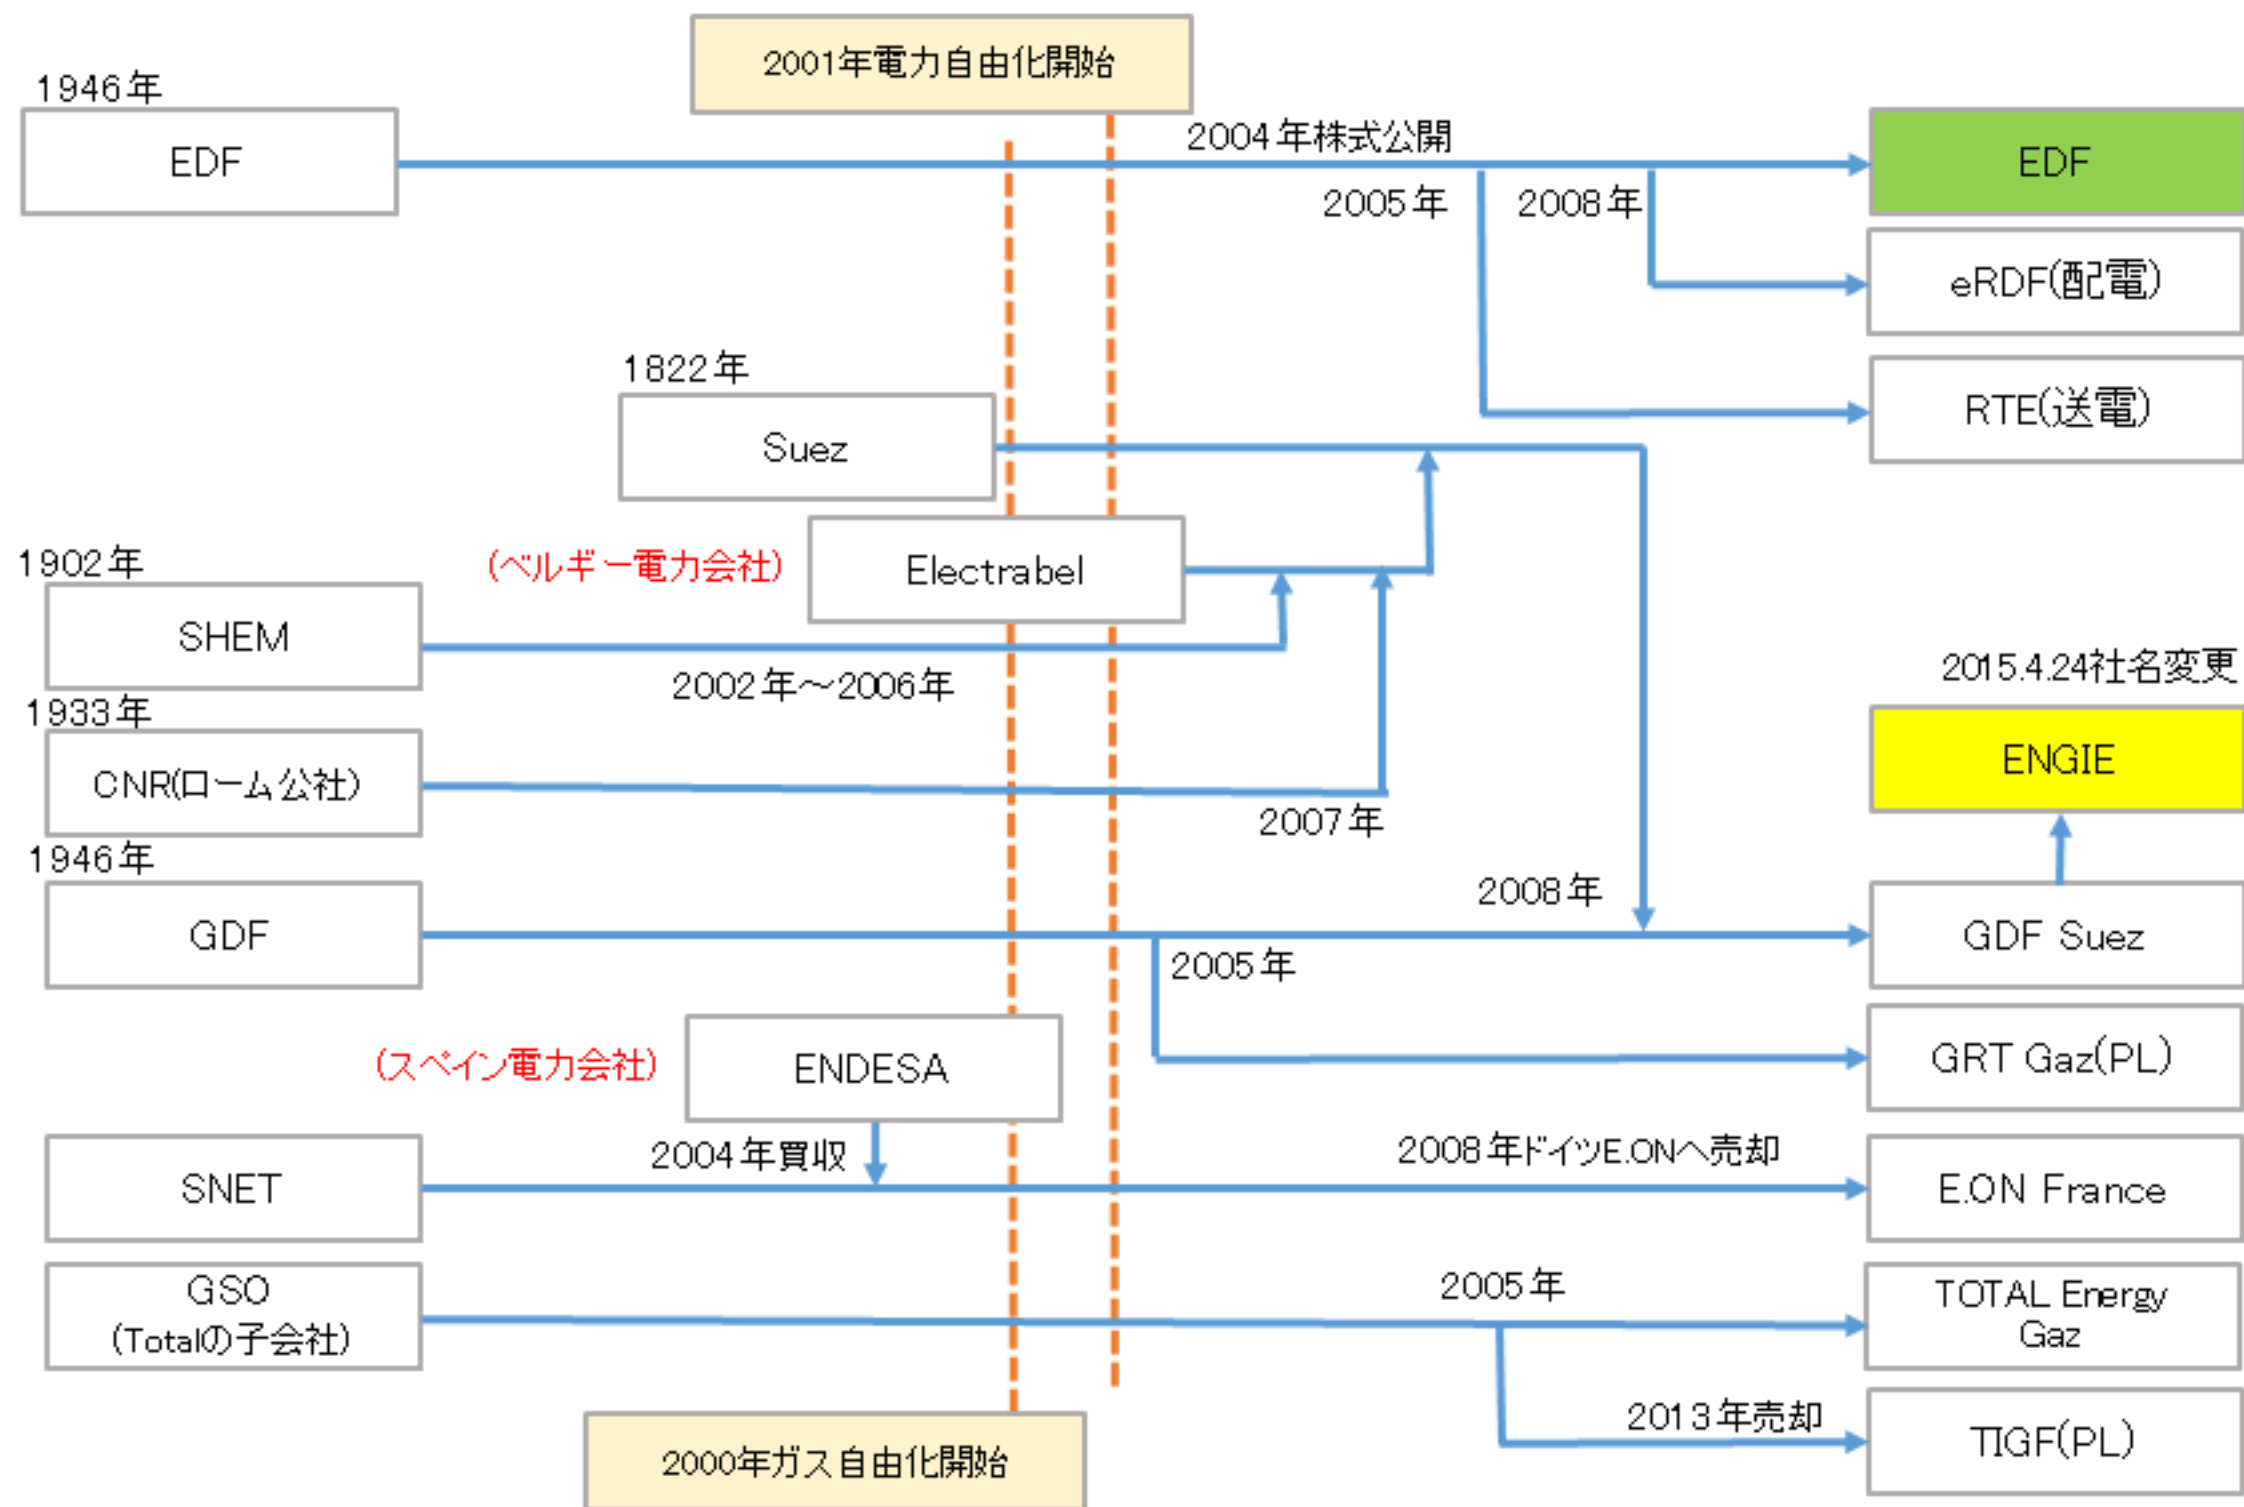 2001年電力自由化開始
1946年
EDF
2004年株式公開
EDF
2005年
2008年
eRDF(配電)
1822年
Suez
RTE(送電)
(ベルギー電力会社)
Electrabel
1902年
SHEM
2002年～2006年
2015.4.24社名変更
1933年
CNR(ローム公社)
ENGIE
2007年
1946年
GDF
2008年
GDF Suez
2005年
(スペイン電力会社)
ENDESA
GRT Gaz(PL)
2004年買収
2008年ドイツE.ONへ売却
SNET
E.ON France
GSO
(Totalの子会社)
2005年
TOTAL Energy
Gaz
2013年売却
TIGF(PL)
2000年ガス自由化開始